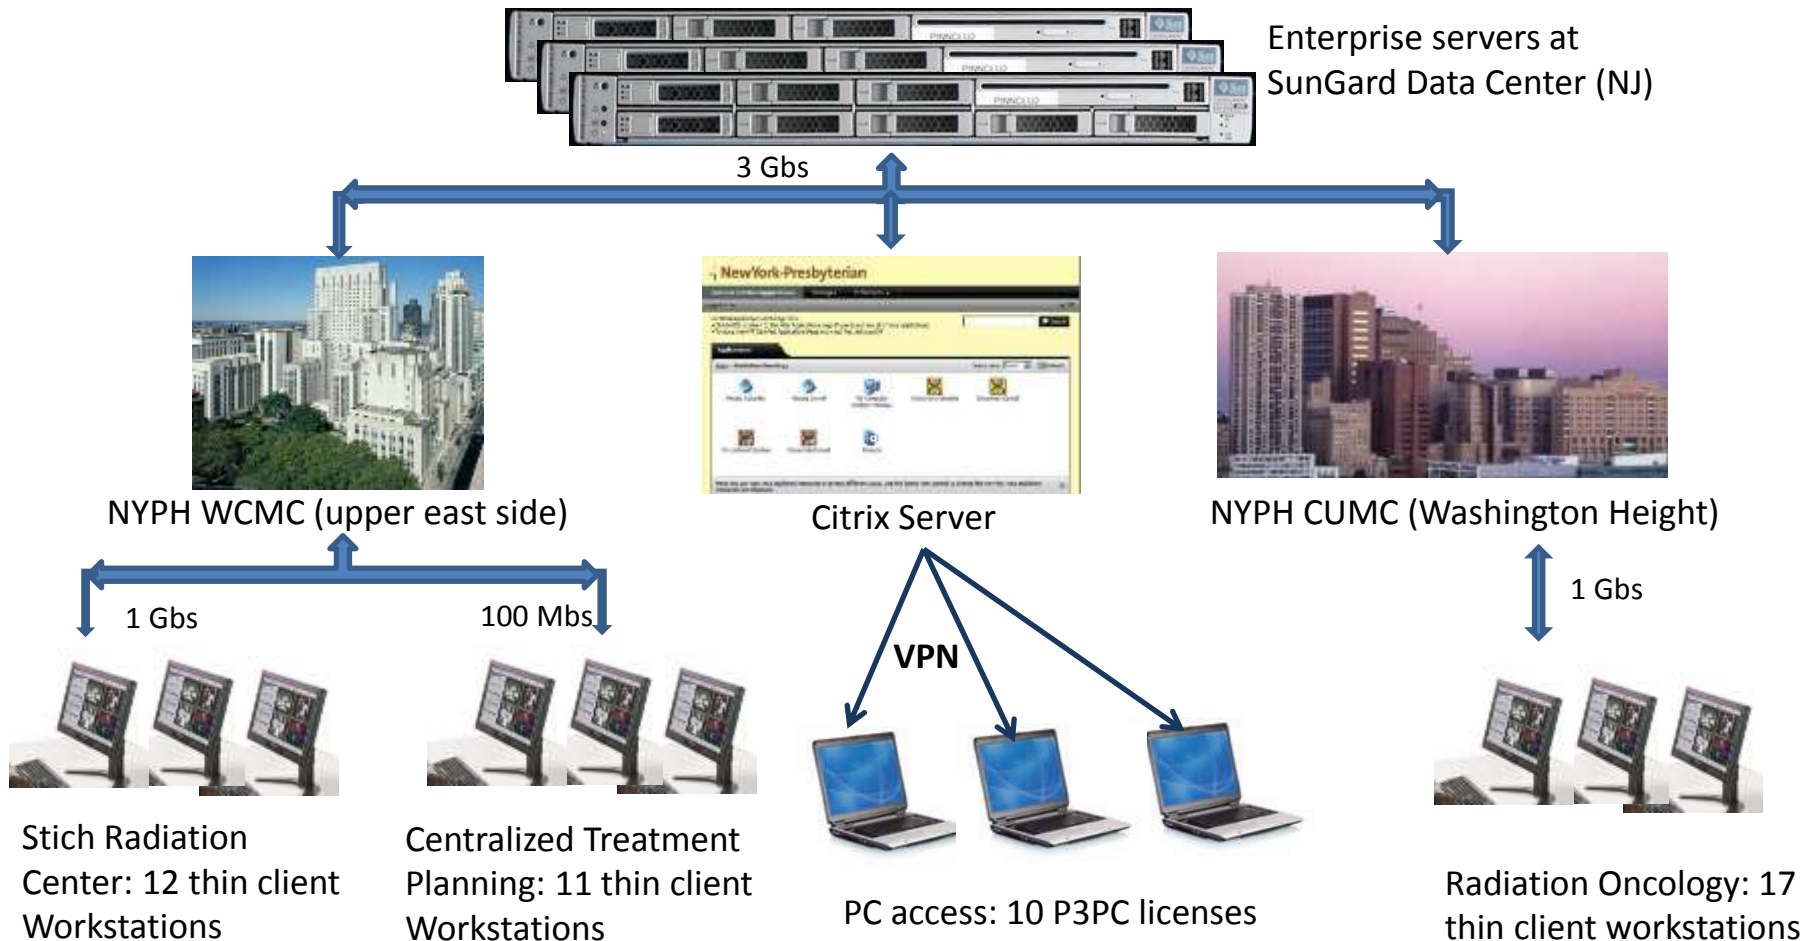 Enterprise servers at
SunGard Data Center (NJ)
PINNCL02
3 Gbs
NewYork-Presbyterian
NYPH WCMC (upper east side)
Citrix Server
NYPH CUMC (Washington Height)
1 Gbs
100 Mbs
VPN
1 Gbs
Stich Radiation
Center: 12 thin client
Workstations
Centralized Treatment
Planning: 11 thin client
Workstations
PC access: 10 P3PC licenses
Radiation Oncology: 17
thin client workstations